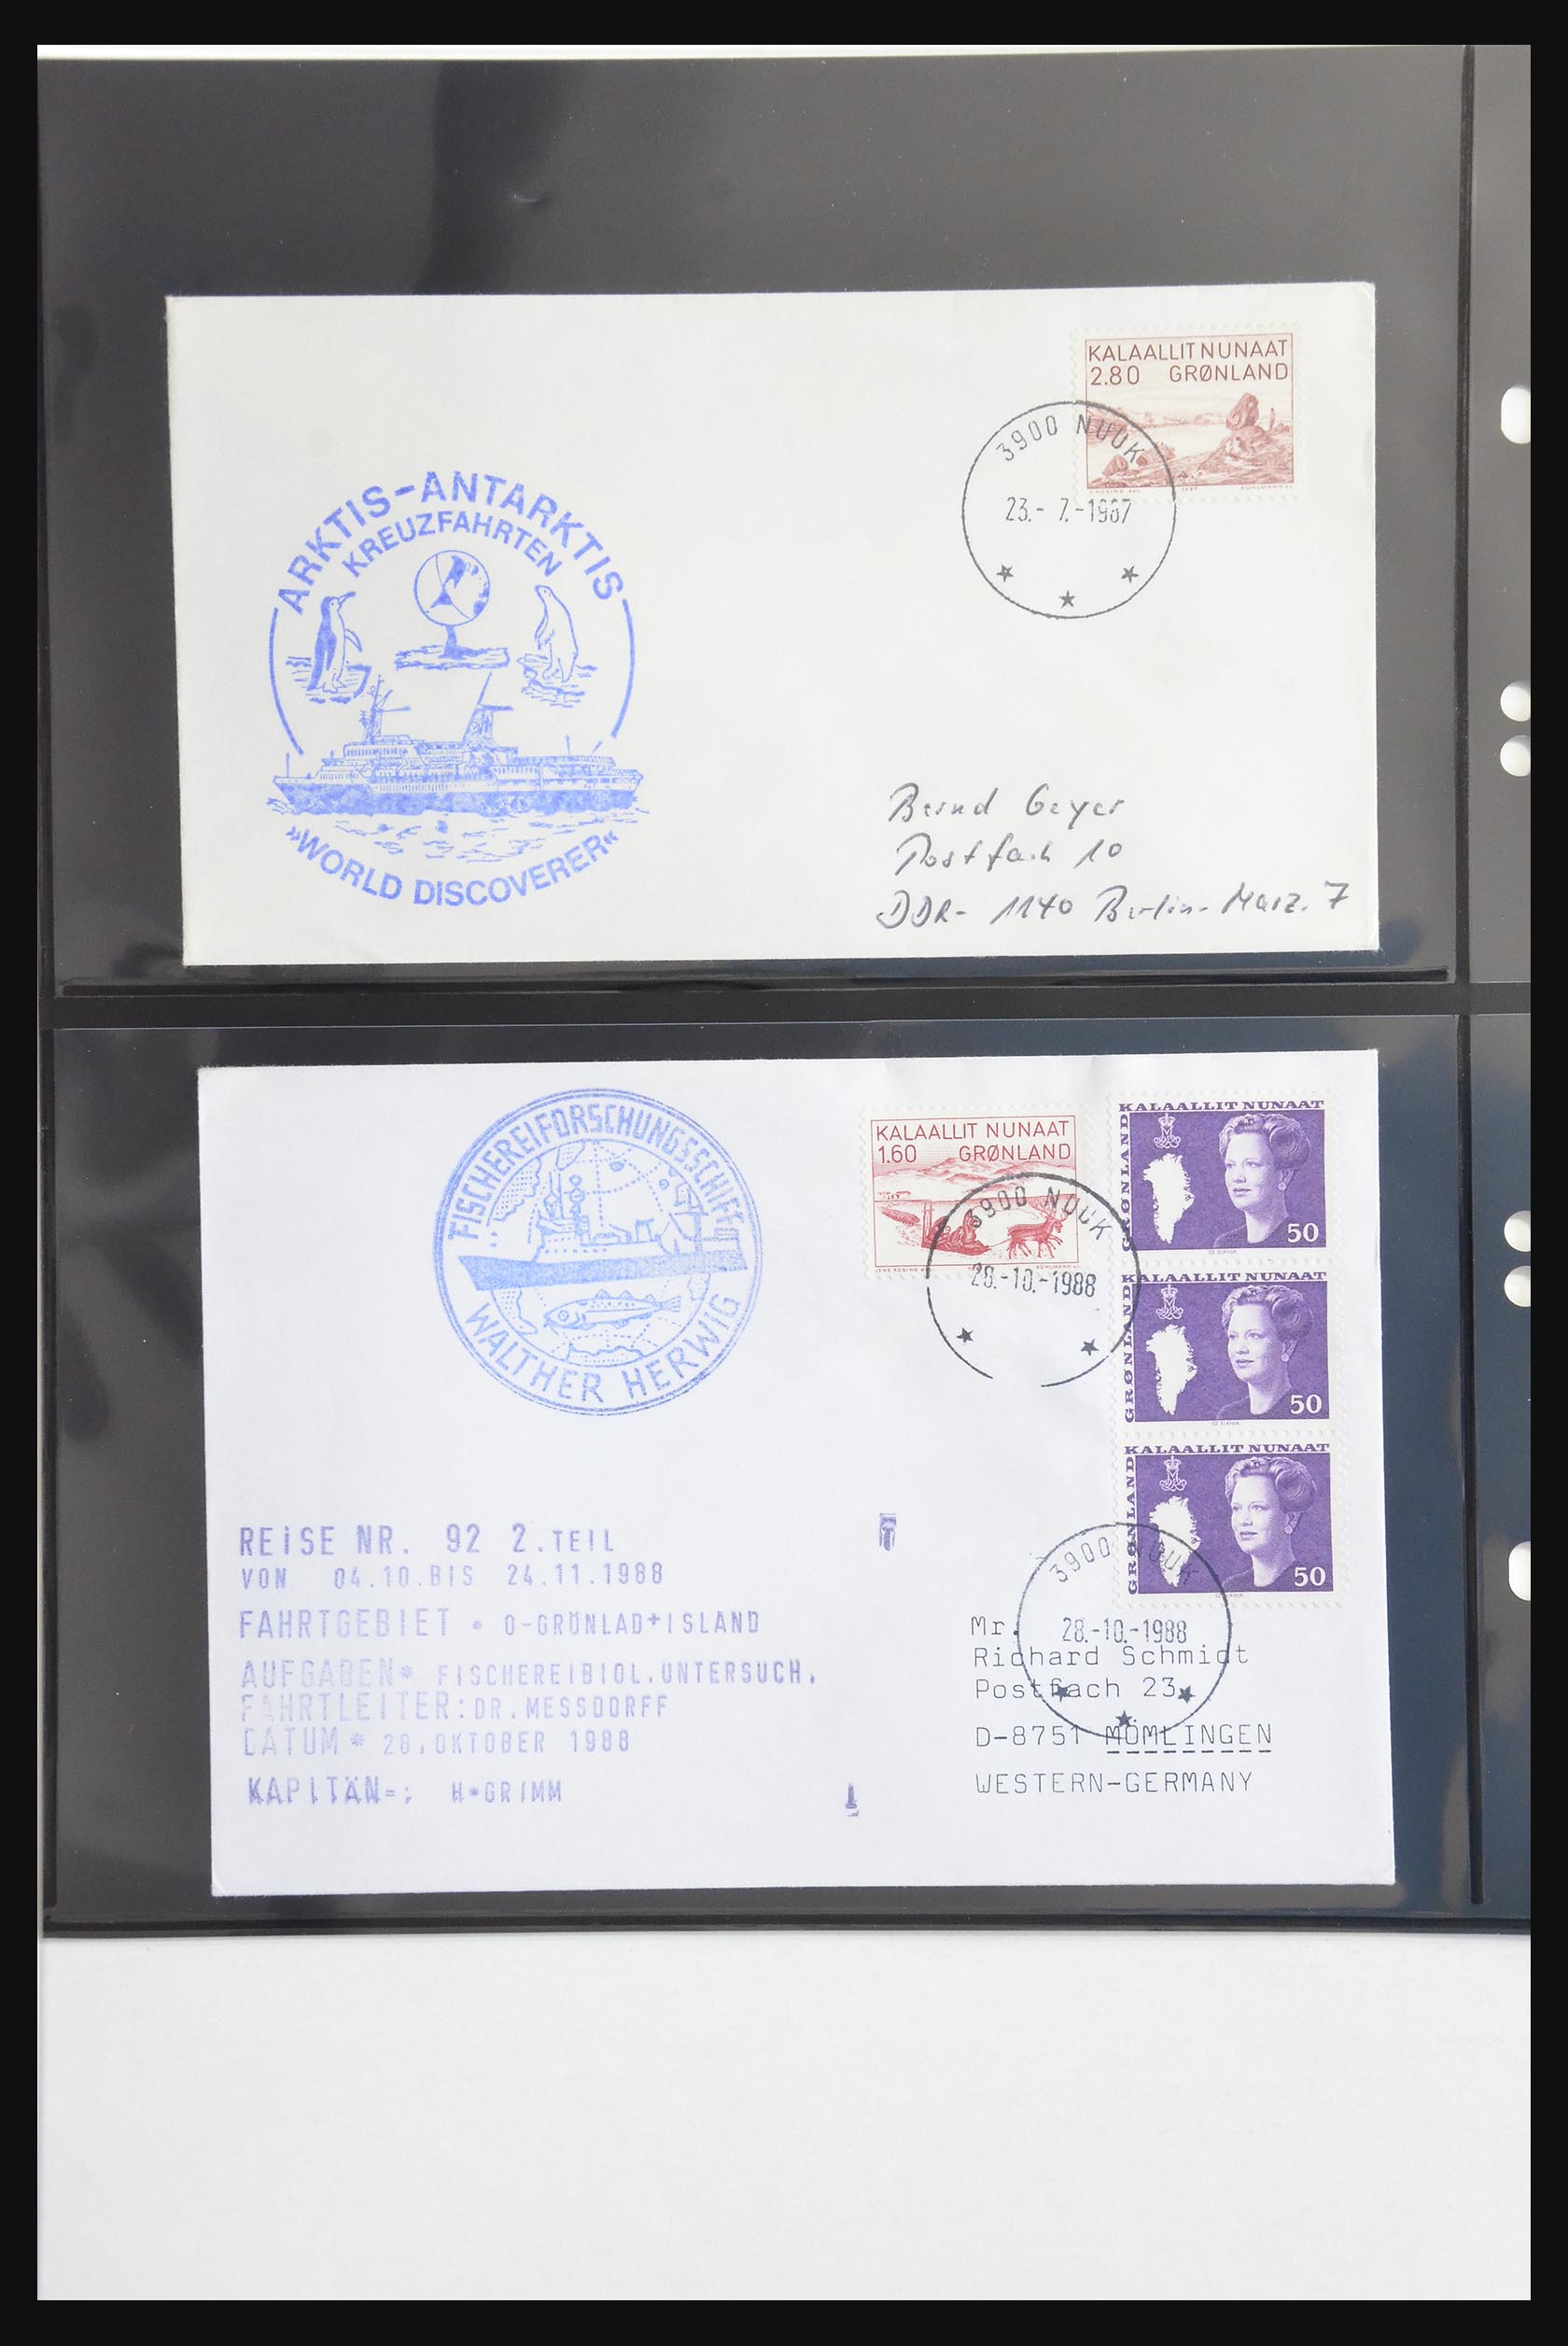 KALAALLIT NUNAAT
2.80 GRØNLAND
3900 NUUK
23.- 7.-1987
ARKTIS-ANTARKTIS
KREUZFAHRTEN
»WORLD DISCOVERER«
Bernd Geyer
Postfach 10
DDR- 1140 Berlin-Marz. 7
FISCHEREIFORSCHUNGSSCHIFF
WALTHER HERWIG
KALAALLIT NUNAAT
1.60 GRØNLAND
3900 NUUK
28.-10.-1988
KALAALLIT NUNAAT
GRØNLAND
50
KALAALLIT NUNAAT
GRØNLAND
50
KALAALLIT NUNAAT
GRØNLAND
50
3900 NUUK
28.-10.-1988
REISE NR. 92 2.TEIL
VON 04.10.BIS 24.11.1988
FAHRTGEBIET * O-GRÖNLAD+ISLAND
AUFGABEN* FISCHEREIBIOL.UNTERSUCH.
FAHRTLEITER:DR.MESSDORFF
DATUM * 28.OKTOBER 1988
KAPITÄN=: H*GRIMM
Mr.
Richard Schmidt
Postfach 23
D-8751 MÖMLINGEN
WESTERN-GERMANY